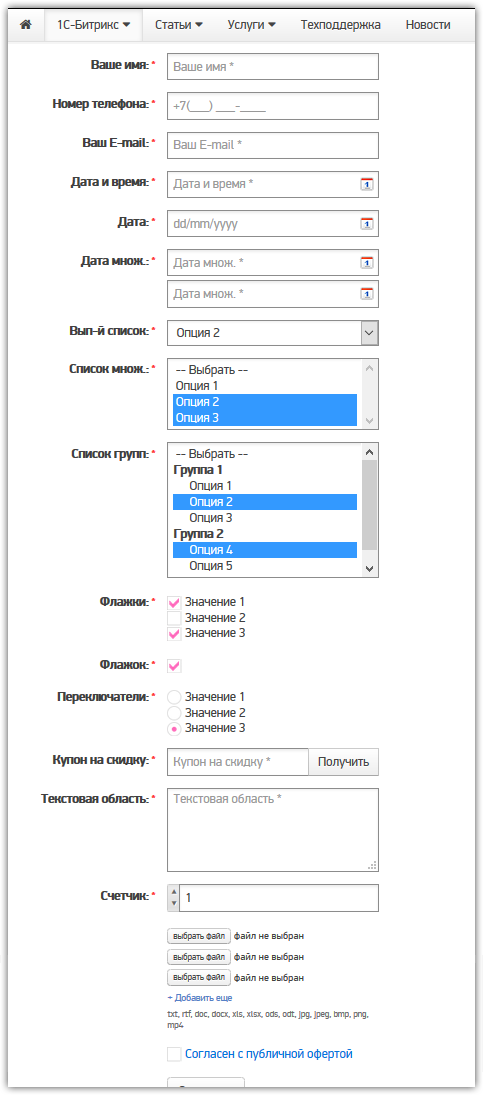 1С-Битрикс Статьи Услуги Техподдержка Новости
Ваше имя: * Ваше имя *
Номер телефона: * +7(___) ___-____
Ваш E-mail: * Ваш E-mail *
Дата и время: * Дата и время * 1
Дата: * dd/mm/yyyy 1
Дата множ.: * Дата множ. * 1
Дата множ. * 1
Вып-й список: * Опция 2
Список множ.: * -- Выбрать --
Опция 1
Опция 2
Опция 3
Список групп: * -- Выбрать --
Группа 1
Опция 1
Опция 2
Опция 3
Группа 2
Опция 4
Опция 5
Флажки: * Значение 1
Значение 2
Значение 3
Флажок: *
Переключатели: * Значение 1
Значение 2
Значение 3
Купон на скидку: * Купон на скидку * Получить
Текстовая область: * Текстовая область *
Счетчик: * 1
выбрать файл файл не выбран
выбрать файл файл не выбран
выбрать файл файл не выбран
+ Добавить еще
txt, rtf, doc, docx, xls, xlsx, ods, odt, jpg, jpeg, bmp, png,
mp4
Согласен с публичной офертой